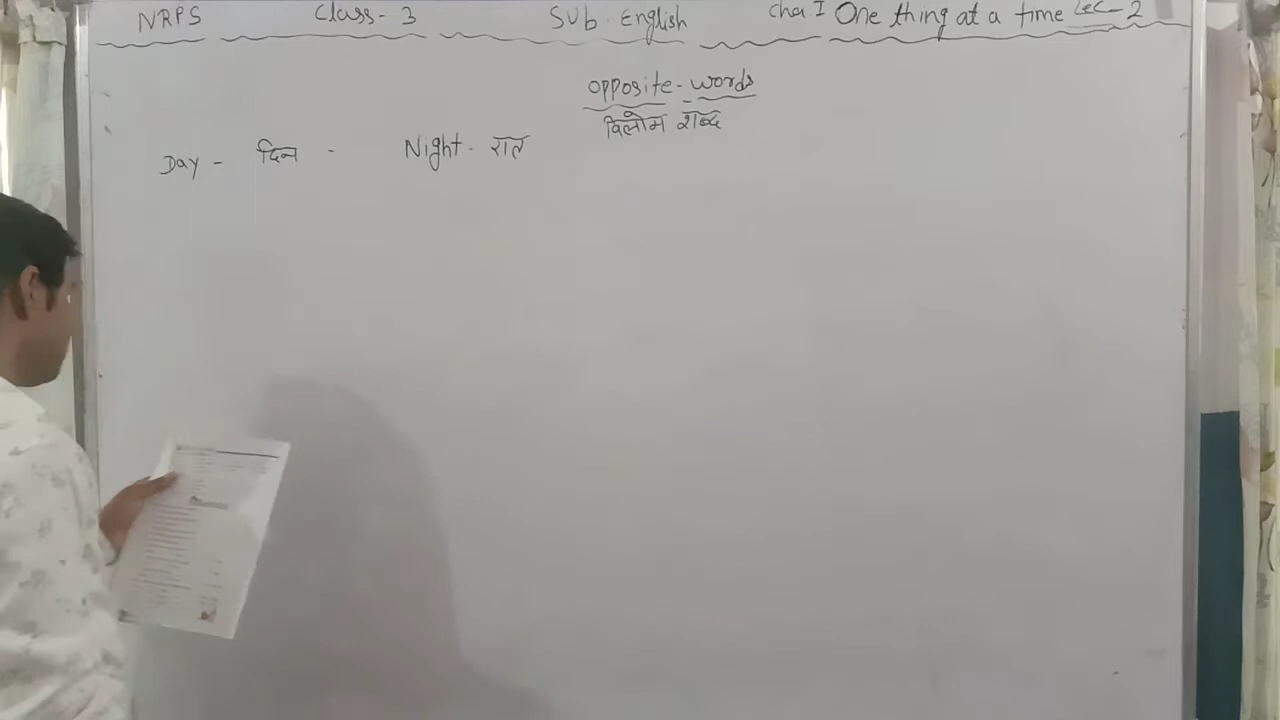 NRPS Class- 3 Sub. English Cha. I One thing at a time Lec-2
Opposite-words
विलोम शब्द
Day - दिन - Night. रात